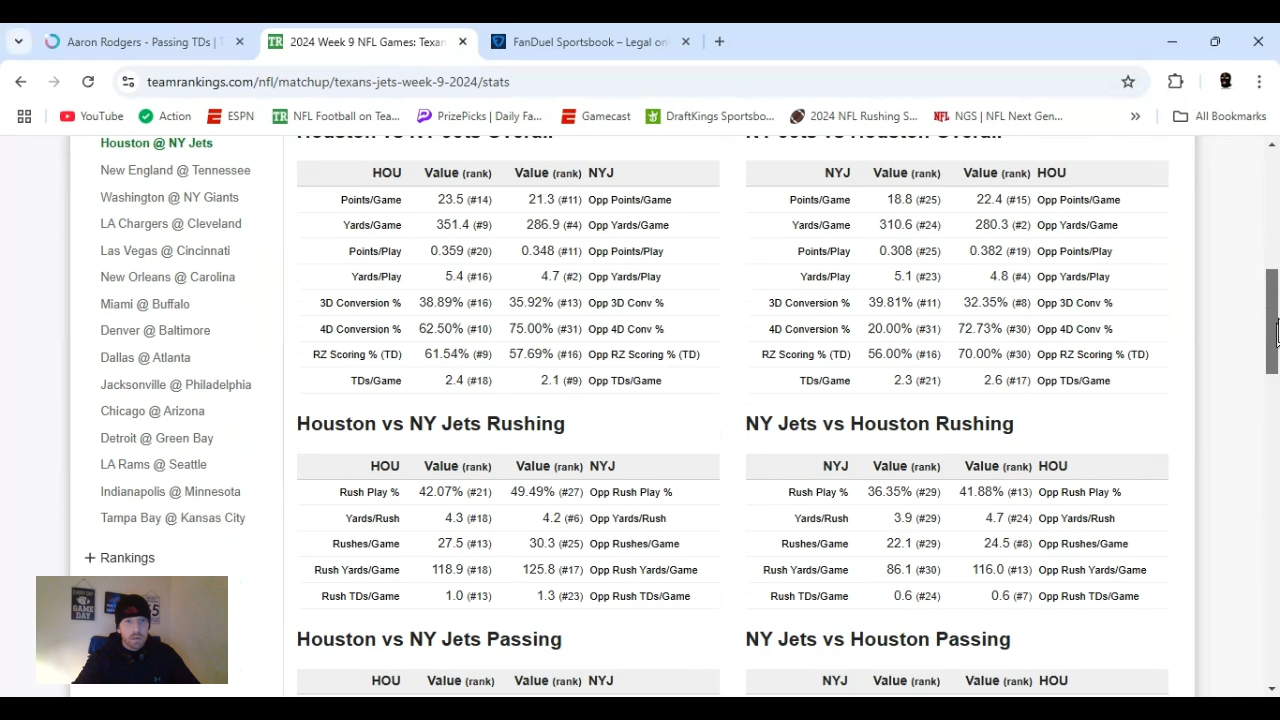 Aaron Rodgers - Passing TDs | T
2024 Week 9 NFL Games: Texan
FanDuel Sportsbook – Legal on
teamrankings.com/nfl/matchup/texans-jets-week-9-2024/stats
YouTube
Action
ESPN
NFL Football on Tea...
PrizePicks | Daily Fa...
Gamecast
DraftKings Sportsbo...
2024 NFL Rushing S...
NGS | NFL Next Gen...
»
All Bookmarks
Houston @ NY Jets
New England @ Tennessee
Washington @ NY Giants
LA Chargers @ Cleveland
Las Vegas @ Cincinnati
New Orleans @ Carolina
Miami @ Buffalo
Denver @ Baltimore
Dallas @ Atlanta
Jacksonville @ Philadelphia
Chicago @ Arizona
Detroit @ Green Bay
LA Rams @ Seattle
Indianapolis @ Minnesota
Tampa Bay @ Kansas City
+ Rankings
Houston vs NY Jets Overall
HOU Value (rank) Value (rank) NYJ
Points/Game 23.5 (#14) 21.3 (#11) Opp Points/Game
Yards/Game 351.4 (#9) 286.9 (#4) Opp Yards/Game
Points/Play 0.359 (#20) 0.348 (#11) Opp Points/Play
Yards/Play 5.4 (#16) 4.7 (#2) Opp Yards/Play
3D Conversion % 38.89% (#16) 35.92% (#13) Opp 3D Conv %
4D Conversion % 62.50% (#10) 75.00% (#31) Opp 4D Conv %
RZ Scoring % (TD) 61.54% (#9) 57.69% (#16) Opp RZ Scoring % (TD)
TDs/Game 2.4 (#18) 2.1 (#9) Opp TDs/Game
NY Jets vs Houston Overall
NYJ Value (rank) Value (rank) HOU
Points/Game 18.8 (#25) 22.4 (#15) Opp Points/Game
Yards/Game 310.6 (#24) 280.3 (#2) Opp Yards/Game
Points/Play 0.308 (#25) 0.382 (#19) Opp Points/Play
Yards/Play 5.1 (#23) 4.8 (#4) Opp Yards/Play
3D Conversion % 39.81% (#11) 32.35% (#8) Opp 3D Conv %
4D Conversion % 20.00% (#31) 72.73% (#30) Opp 4D Conv %
RZ Scoring % (TD) 56.00% (#16) 70.00% (#30) Opp RZ Scoring % (TD)
TDs/Game 2.3 (#21) 2.6 (#17) Opp TDs/Game
Houston vs NY Jets Rushing
HOU Value (rank) Value (rank) NYJ
Rush Play % 42.07% (#21) 49.49% (#27) Opp Rush Play %
Yards/Rush 4.3 (#18) 4.2 (#6) Opp Yards/Rush
Rushes/Game 27.5 (#13) 30.3 (#25) Opp Rushes/Game
Rush Yards/Game 118.9 (#18) 125.8 (#17) Opp Rush Yards/Game
Rush TDs/Game 1.0 (#13) 1.3 (#23) Opp Rush TDs/Game
NY Jets vs Houston Rushing
NYJ Value (rank) Value (rank) HOU
Rush Play % 36.35% (#29) 41.88% (#13) Opp Rush Play %
Yards/Rush 3.9 (#29) 4.7 (#24) Opp Yards/Rush
Rushes/Game 22.1 (#29) 24.5 (#8) Opp Rushes/Game
Rush Yards/Game 86.1 (#30) 116.0 (#13) Opp Rush Yards/Game
Rush TDs/Game 0.6 (#24) 0.6 (#7) Opp Rush TDs/Game
Houston vs NY Jets Passing
HOU Value (rank) Value (rank) NYJ
NY Jets vs Houston Passing
NYJ Value (rank) Value (rank) HOU
GAME
DAY